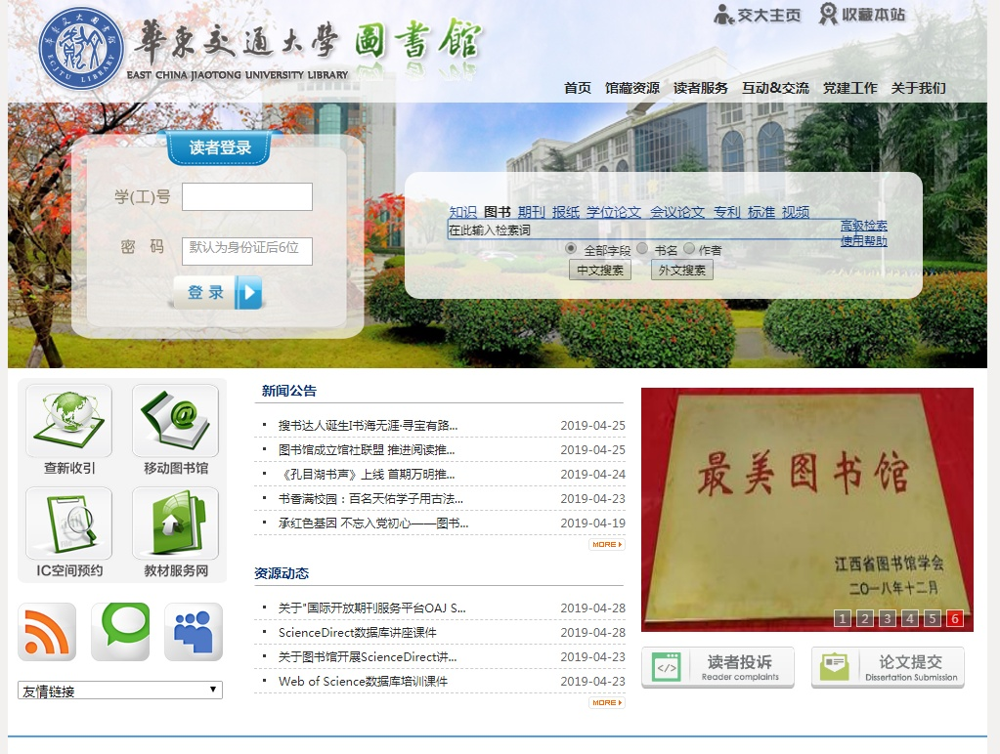 交大主页 收藏本站
華東交通大學 圖書館
EAST CHINA JIAOTONG UNIVERSITY LIBRARY
ECJTU LIBRARY
首页 馆藏资源 读者服务 互动&交流 党建工作 关于我们
读者登录
学(工)号
密 码 默认为身份证后6位
登 录
知识 图书 期刊 报纸 学位论文 会议论文 专利 标准 视频
在此输入检索词
高级检索
使用帮助
全部字段 书名 作者
中文搜索 外文搜索
查新收引 移动图书馆
IC空间预约 教材服务网
友情链接
新闻公告
搜书达人诞生I书海无涯·寻宝有路... 2019-04-25
图书馆成立馆社联盟 推进阅读推... 2019-04-25
《孔目湖书声》上线 首期万明推... 2019-04-24
书香满校园：百名天佑学子用古法... 2019-04-23
承红色基因 不忘入党初心——图书... 2019-04-19
MORE
资源动态
关于"国际开放期刊服务平台OAJ S... 2019-04-28
ScienceDirect数据库讲座课件 2019-04-28
关于图书馆开展ScienceDirect讲... 2019-04-23
Web of Science数据库培训课件 2019-04-23
MORE
最美图书馆
江西省图书馆学会
二〇一八年十二月
1 2 3 4 5 6
读者投诉
Reader complaints
论文提交
Dissertation Submission